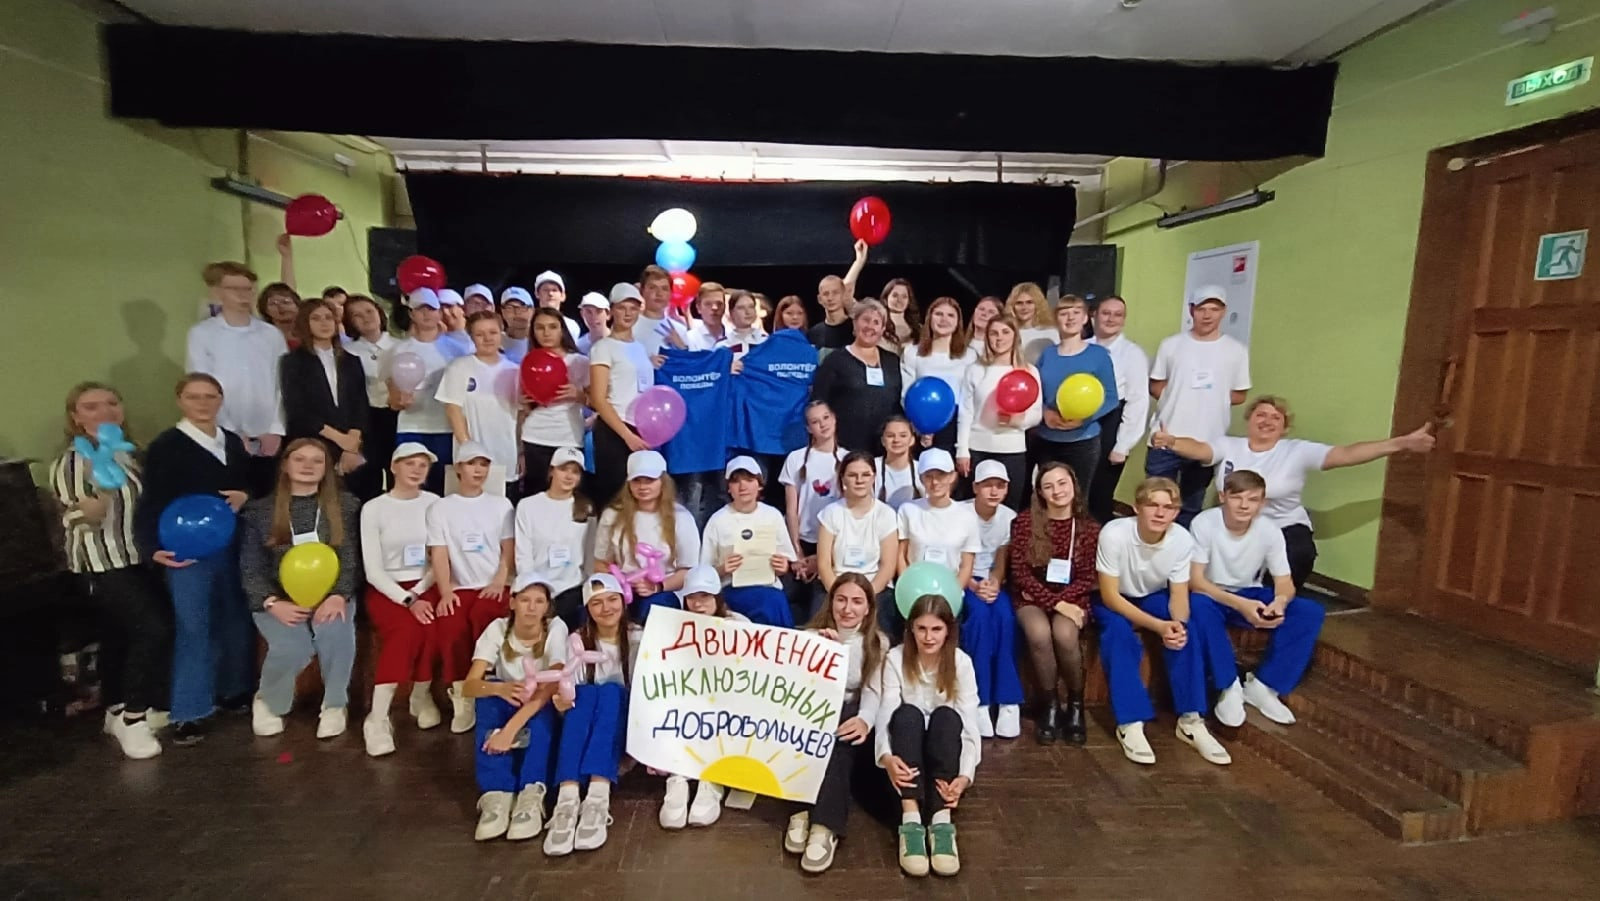 ВЫХОД
ВОЛОНТЁР
ПОБЕДЫ
ВОЛОНТЁР
ПОБЕДЫ
ДВИЖЕНИЕ
ИНКЛЮЗИВНЫХ
ДОБРОВОЛЬЦЕВ